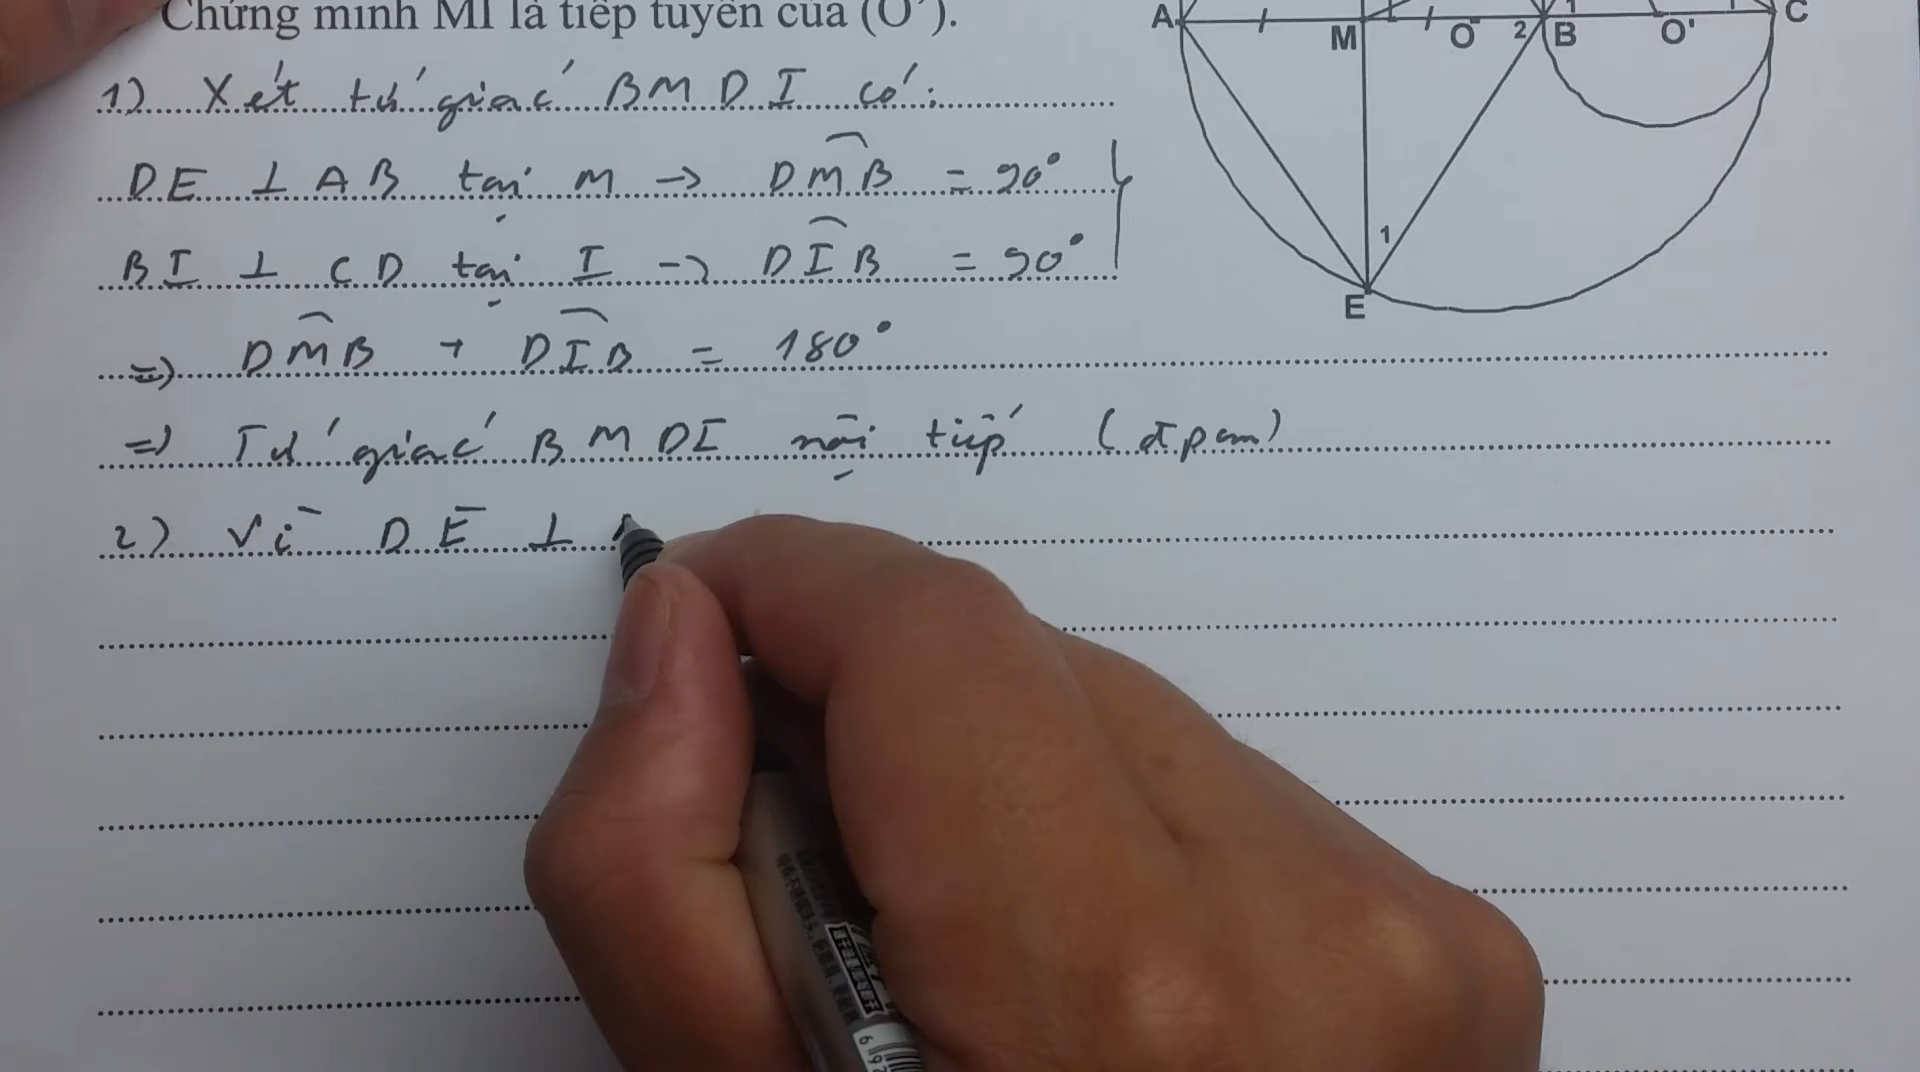 Chứng minh MI là tiếp tuyến của (O').
A M O 2 B 1 O' C
1) Xét tứ giác BMDI có:
DE ⊥ AB tại M → DMB = 90°
BI ⊥ CD tại I → DIB = 90°
1
E
=> DMB + DIB = 180°
=> Tứ giác BMDI nội tiếp (đpcm)
2) Vì DE ⊥